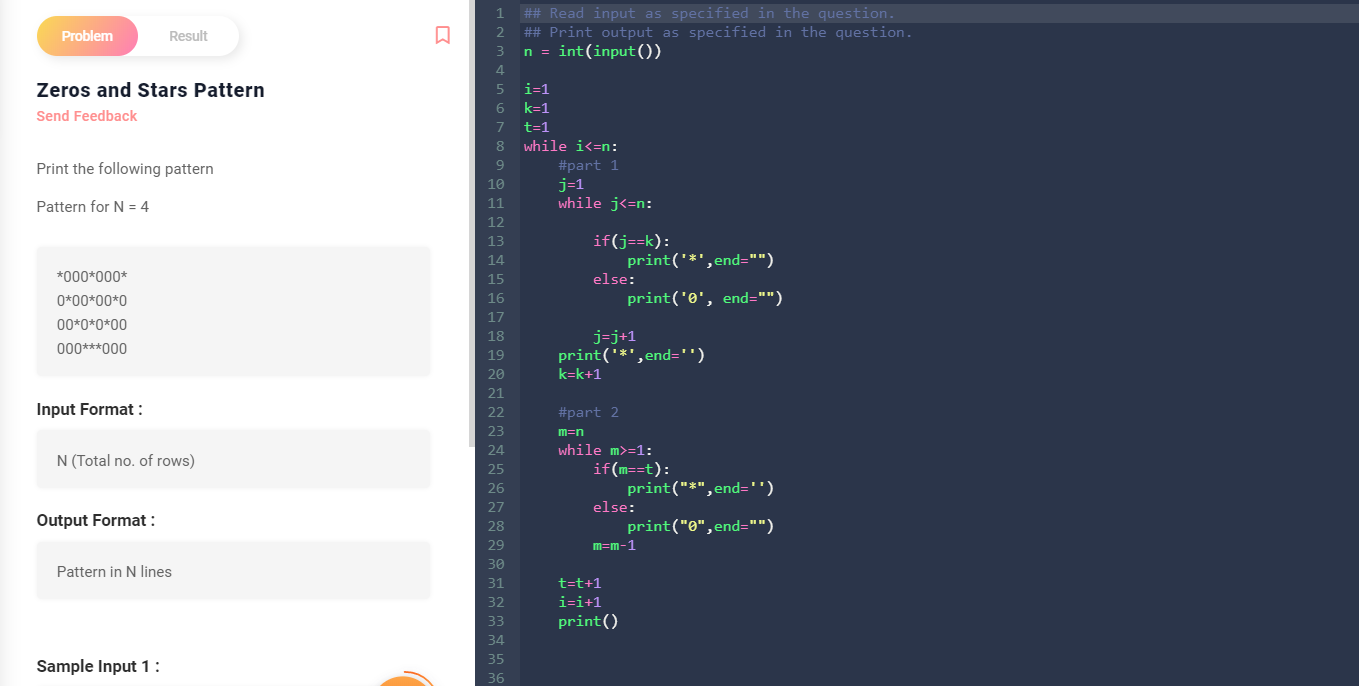 Problem
Result
Zeros and Stars Pattern
Send Feedback
Print the following pattern
Pattern for N = 4
*000*000*
0*00*00*0
00*0*0*00
000***000
Input Format :
N (Total no. of rows)
Output Format :
Pattern in N lines
Sample Input 1 :
1 ## Read input as specified in the question.
2 ## Print output as specified in the question.
3 n = int(input())
4
5 i=1
6 k=1
7 t=1
8 while i<=n:
9     #part 1
10     j=1
11     while j<=n:
12
13         if(j==k):
14             print('*',end="")
15         else:
16             print('0', end="")
17
18         j=j+1
19     print('*',end='')
20     k=k+1
21
22     #part 2
23     m=n
24     while m>=1:
25         if(m==t):
26             print("*",end='')
27         else:
28             print("0",end="")
29         m=m-1
30
31     t=t+1
32     i=i+1
33     print()
34
35
36